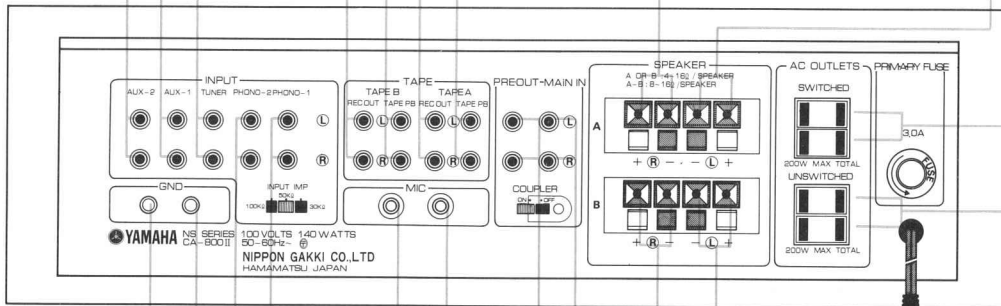 INPUT
AUX-2 AUX-1 TUNER PHONO-2 PHONO-1
L
R
GND
INPUT IMP
50KΩ
100KΩ 30KΩ
TAPE
TAPE B TAPE A
REC OUT TAPE PB REC OUT TAPE PB
L L
R R
MIC
PREOUT-MAIN IN
L
R
COUPLER
ON OFF
SPEAKER
A OR B : 4~16Ω / SPEAKER
A-B : 8~16Ω / SPEAKER
A
+ R - - L +
B
+ R - - L +
AC OUTLETS
SWITCHED
200W MAX TOTAL
UNSWITCHED
200W MAX TOTAL
PRIMARY FUSE
3.0A
FUSE
YAMAHA NS SERIES 100 VOLTS 140 WATTS
CA-800 II 50-60Hz~
NIPPON GAKKI CO.,LTD
HAMAMATSU JAPAN